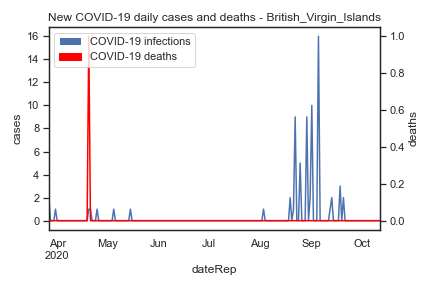 New COVID-19 daily cases and deaths - British_Virgin_Islands
COVID-19 infections
COVID-19 deaths
16
14
12
10
8
6
4
2
0
cases
1.0
0.8
0.6
0.4
0.2
0.0
deaths
Apr May Jun Jul Aug Sep Oct
2020
dateRep